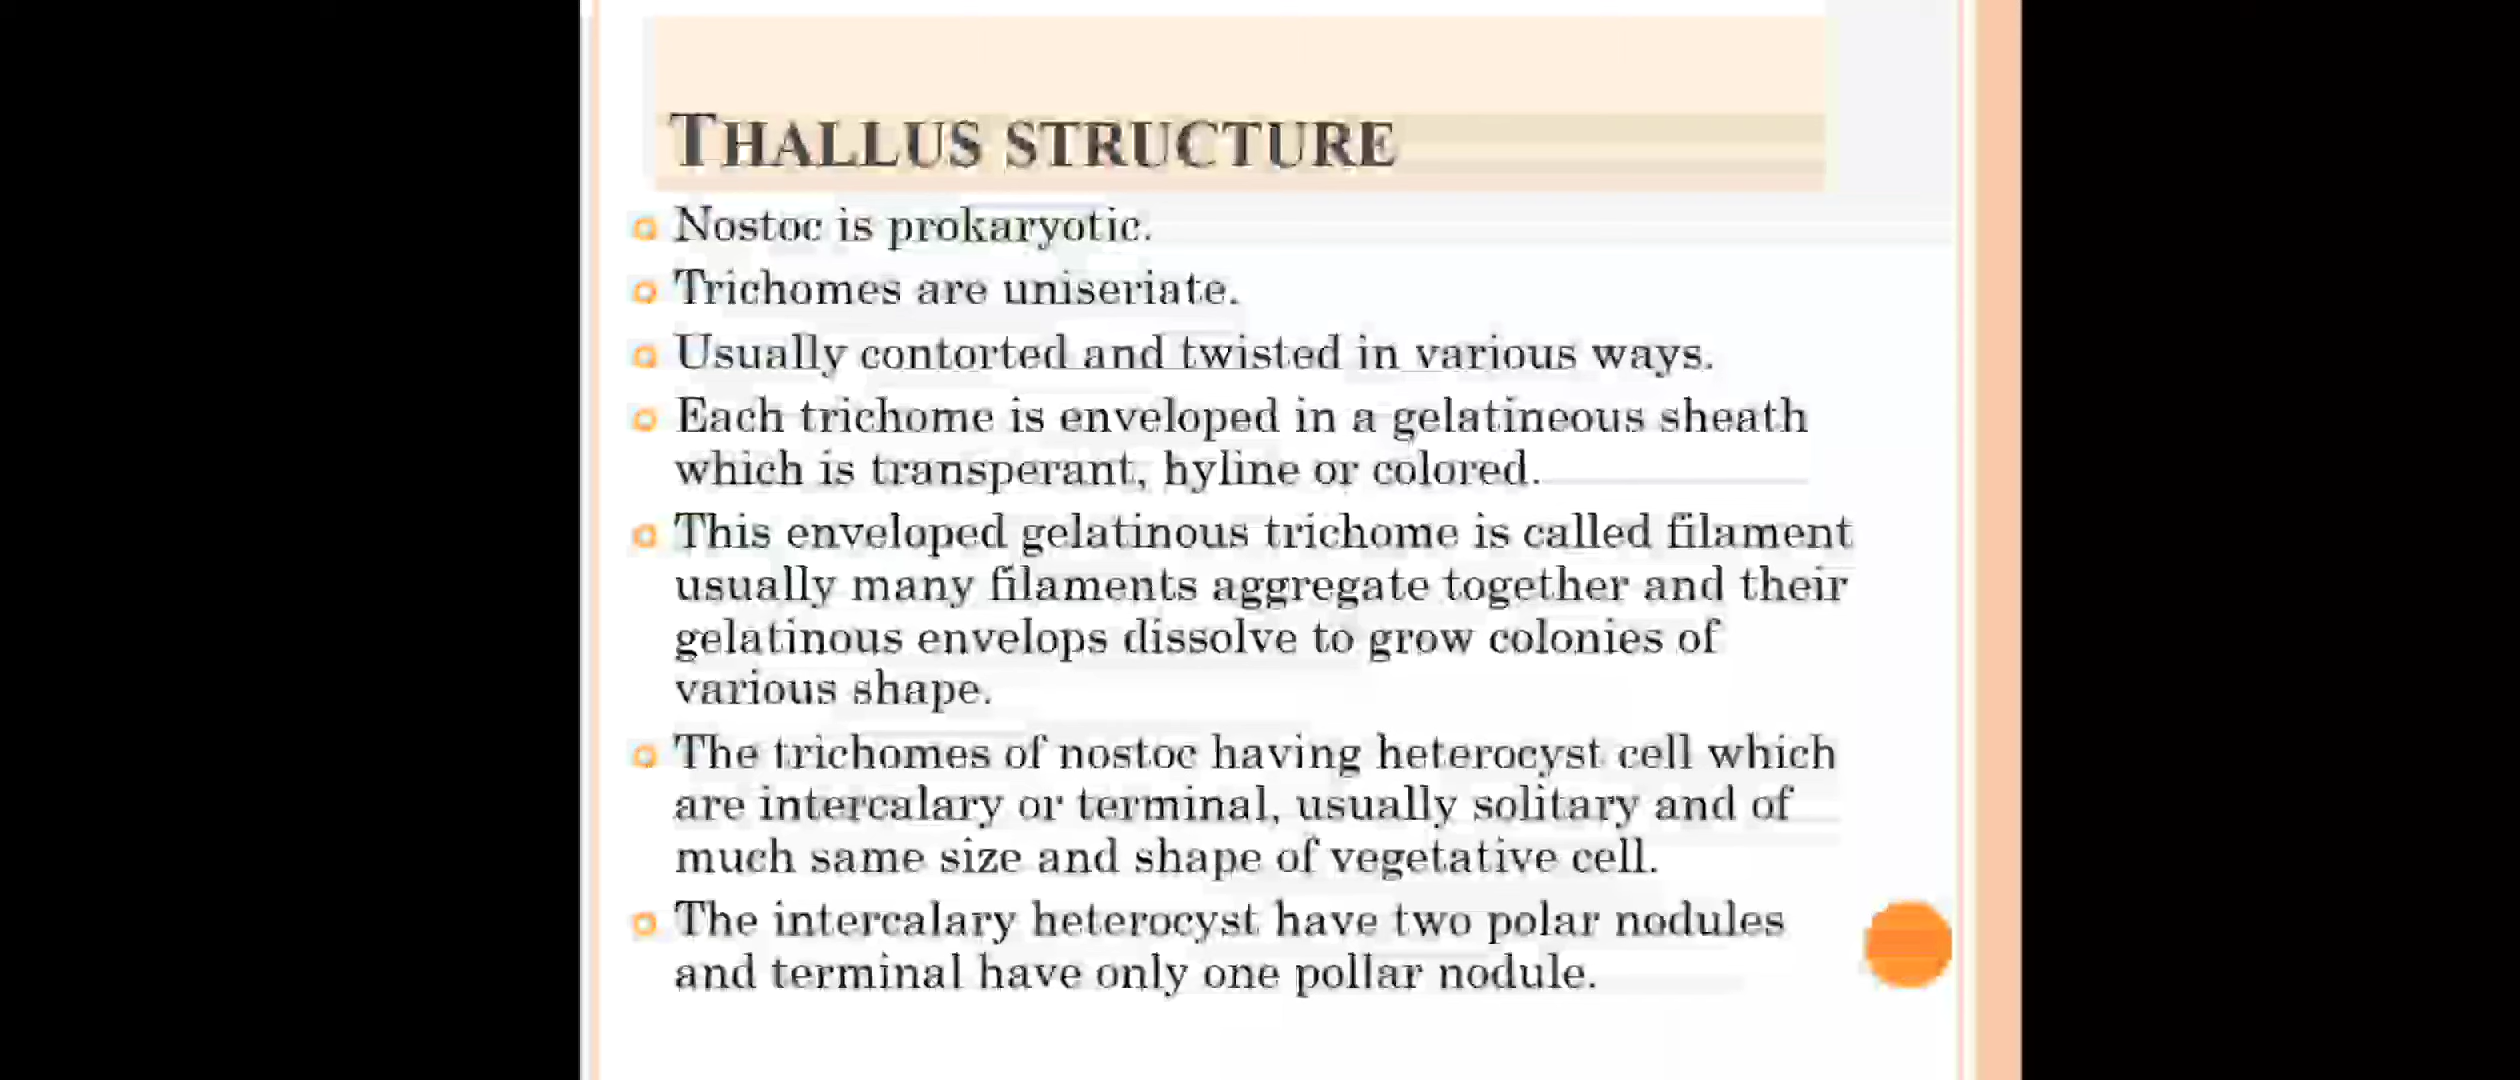 THALLUS STRUCTURE
Nostoc is prokaryotic.
Trichomes are uniseriate.
Usually contorted and twisted in various ways.
Each trichome is enveloped in a gelatineous sheath
which is transperant, hyline or colored.
This enveloped gelatinous trichome is called filament
usually many filaments aggregate together and their
gelatinous envelops dissolve to grow colonies of
various shape.
The trichomes of nostoc having heterocyst cell which
are intercalary or terminal, usually solitary and of
much same size and shape of vegetative cell.
The intercalary heterocyst have two polar nodules
and terminal have only one pollar nodule.